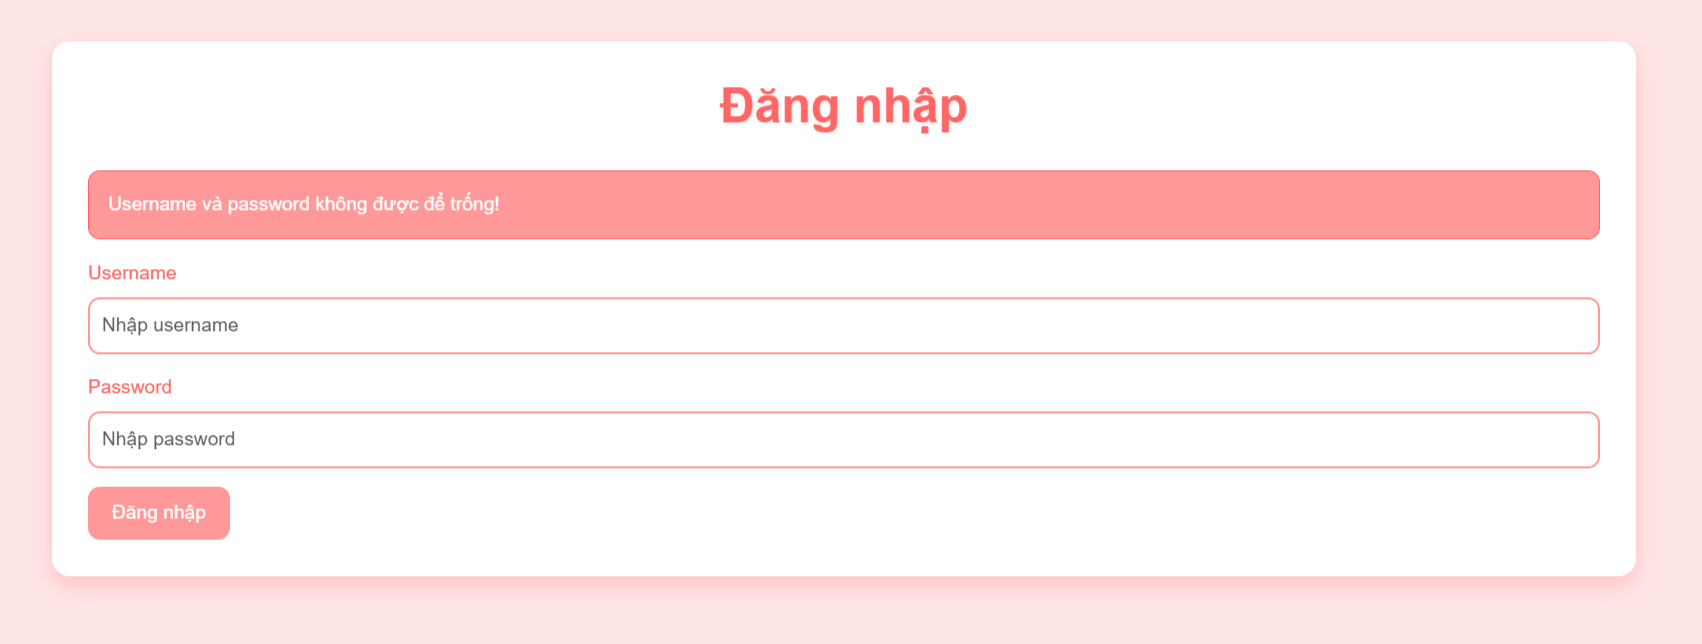 Đăng nhập
Username và password không được để trống!
Username
Nhập username
Password
Nhập password
Đăng nhập